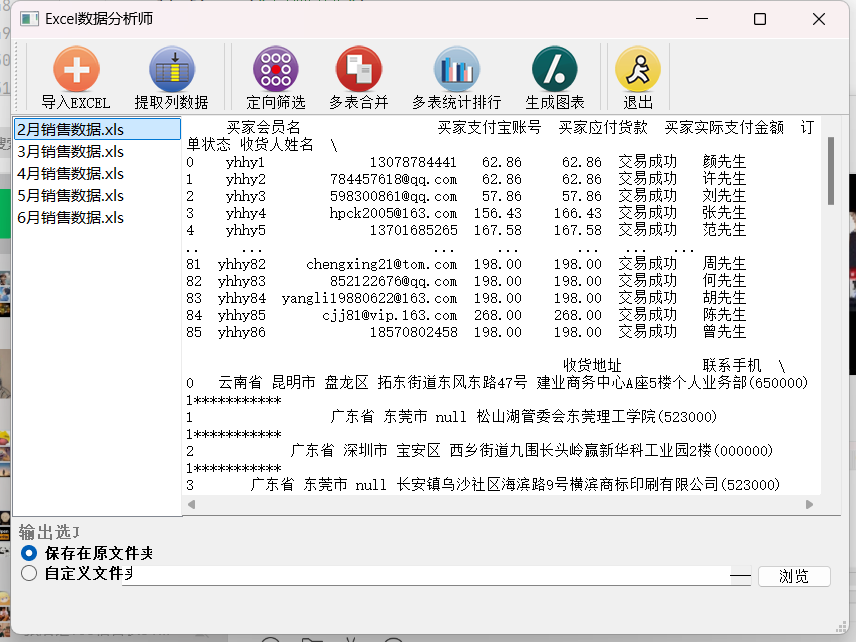 Excel数据分析师
导入EXCEL 提取列数据 定向筛选 多表合并 多表统计排行 生成图表 退出
2月销售数据.xls
3月销售数据.xls
4月销售数据.xls
5月销售数据.xls
6月销售数据.xls
买家会员名 买家支付宝账号 买家应付货款 买家实际支付金额 订
单状态 收货人姓名 \
0 yhhy1 13078784441 62.86 62.86 交易成功 颜先生
1 yhhy2 784457618@qq.com 62.86 62.86 交易成功 许先生
2 yhhy3 598300861@qq.com 57.86 57.86 交易成功 刘先生
3 yhhy4 hpck2005@163.com 156.43 166.43 交易成功 张先生
4 yhhy5 13701685265 167.58 167.58 交易成功 范先生
.. ... ... ... ... ... ...
81 yhhy82 chengxing21@tom.com 198.00 198.00 交易成功 周先生
82 yhhy83 852122676@qq.com 198.00 198.00 交易成功 何先生
83 yhhy84 yangli19880622@163.com 198.00 198.00 交易成功 胡先生
84 yhhy85 cjj81@vip.163.com 268.00 268.00 交易成功 陈先生
85 yhhy86 18570802458 198.00 198.00 交易成功 曾先生
收货地址 联系手机 \
0 云南省 昆明市 盘龙区 拓东街道东风东路47号 建业商务中心A座5楼个人业务部(650000)
1***********
1 广东省 东莞市 null 松山湖管委会东莞理工学院(523000)
1***********
2 广东省 深圳市 宝安区 西乡街道九围长头岭赢新华科工业园2楼(000000)
1***********
3 广东省 东莞市 null 长安镇乌沙社区海滨路9号横滨商标印刷有限公司(523000)
输出选
保存在原文件夹
自定义文件夹
浏览